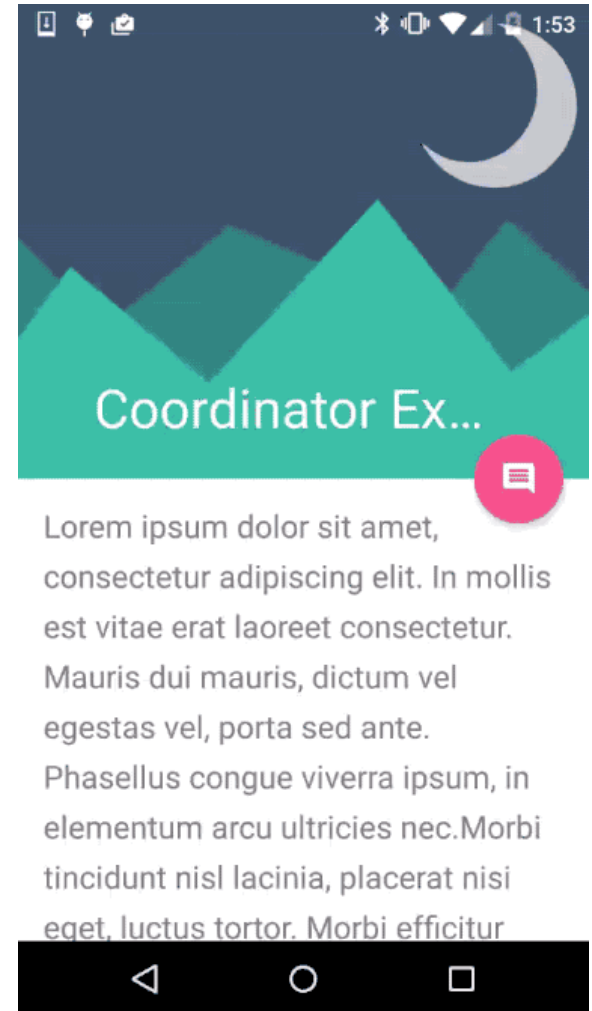 1:53
Coordinator Ex...
Lorem ipsum dolor sit amet,
consectetur adipiscing elit. In mollis
est vitae erat laoreet consectetur.
Mauris dui mauris, dictum vel
egestas vel, porta sed ante.
Phasellus congue viverra ipsum, in
elementum arcu ultricies nec.Morbi
tincidunt nisl lacinia, placerat nisi
eget, luctus tortor. Morbi efficitur